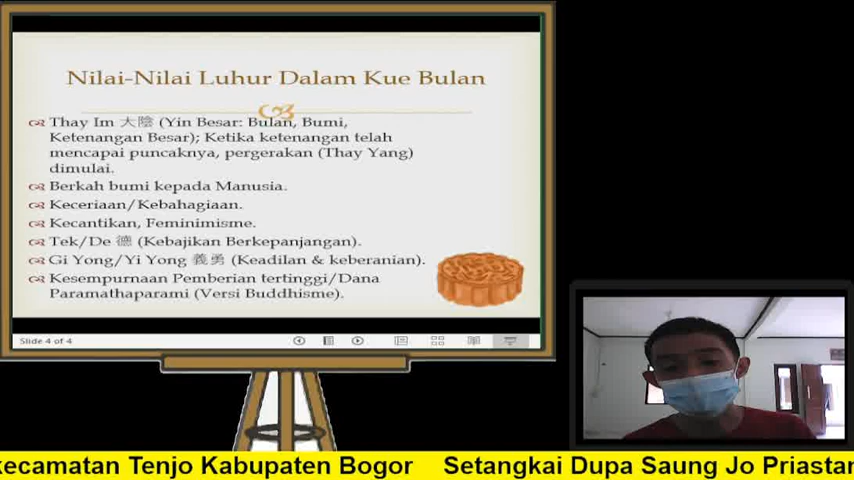 Nilai-Nilai Luhur Dalam Kue Bulan
Thay Im 大陰 (Yin Besar: Bulan, Bumi,
Ketenangan Besar); Ketika ketenangan telah
mencapai puncaknya, pergerakan (Thay Yang)
dimulai.
Berkah bumi kepada Manusia.
Keceriaan/Kebahagiaan.
Kecantikan, Feminimisme.
Tek/De 德 (Kebajikan Berkepanjangan).
Gi Yong/Yi Yong 義勇 (Keadilan & keberanian).
Kesempurnaan Pemberian tertinggi/Dana
Paramathaparami (Versi Buddhisme).
Slide 4 of 4
kecamatan Tenjo Kabupaten Bogor Setangkai Dupa Saung Jo Priastan